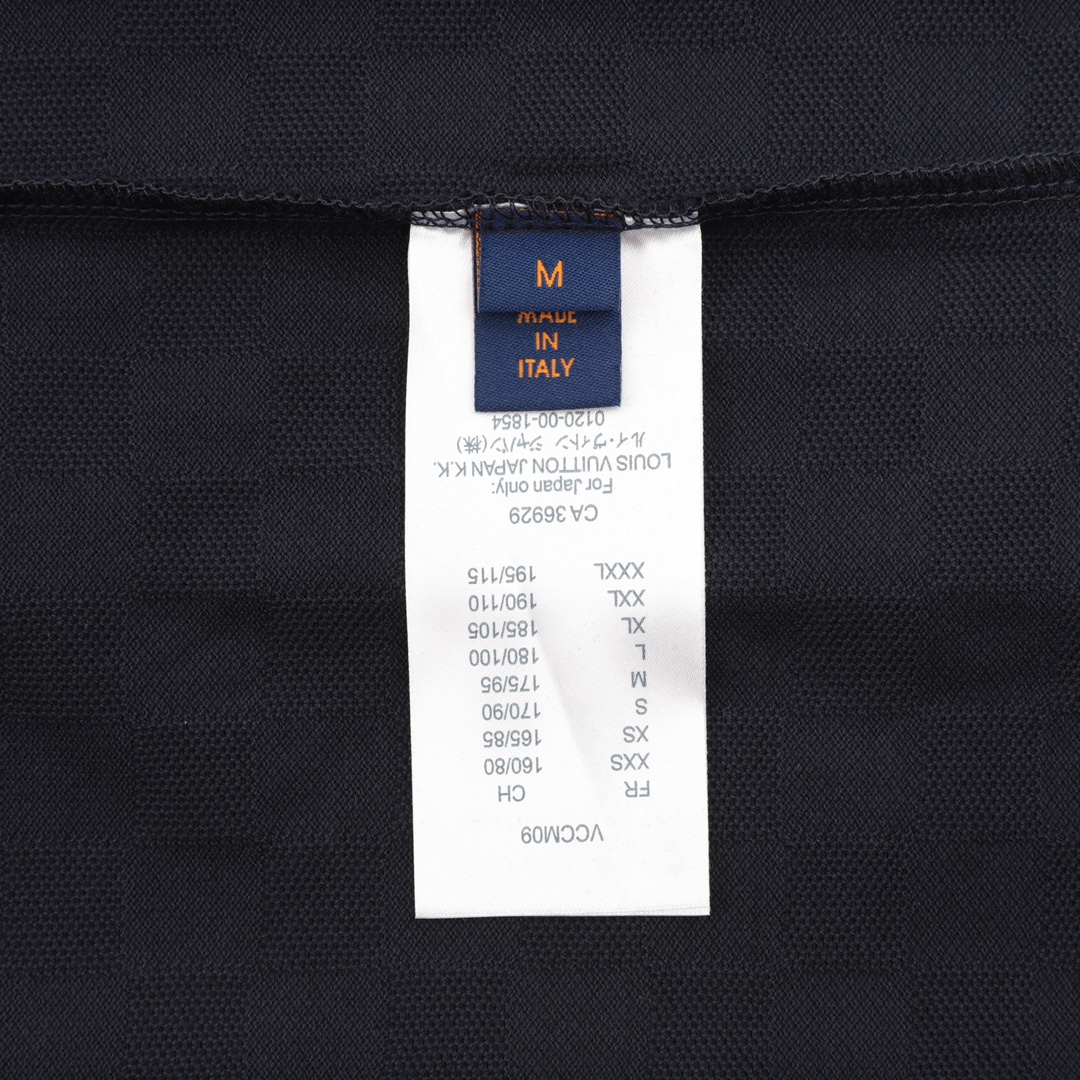 M
MADE
IN
ITALY
VCCM09
FR CH
XXS 160/80
XS 165/85
S 170/90
M 175/95
L 180/100
XL 185/105
XXL 190/110
XXXL 195/115
CA 36929
For Japan only:
LOUIS VUITTON JAPAN K.K.
ルイ・ヴィトン ジャパン(株)
0120-00-1854